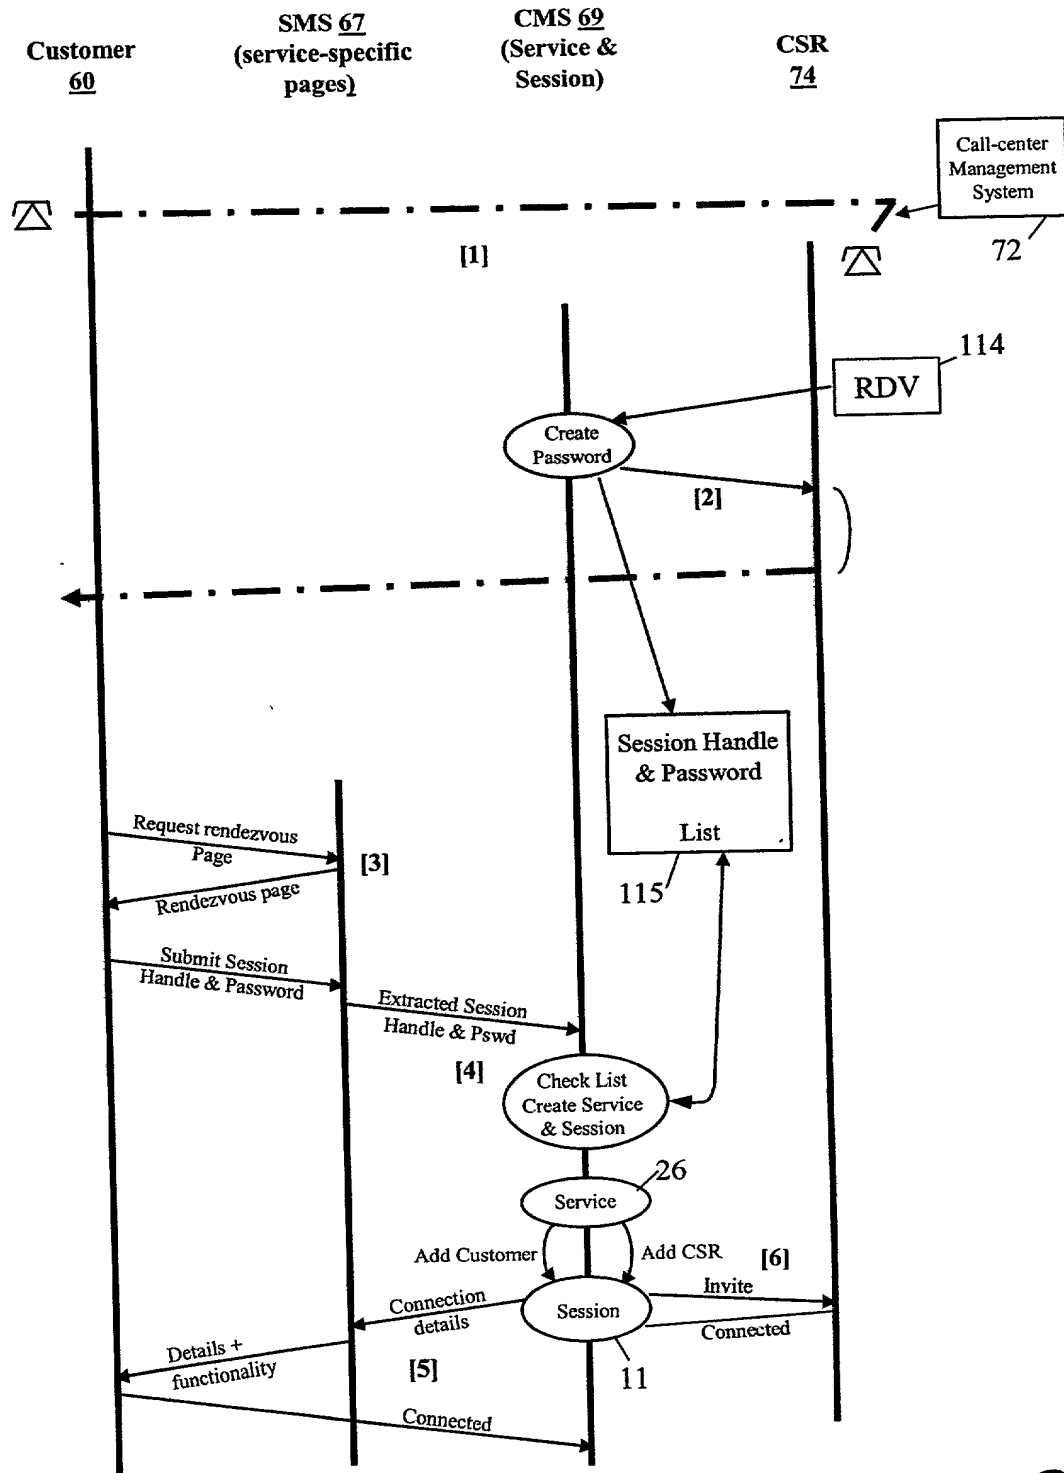 Customer
60
SMS 67
(service-specific
pages)
CMS 69
(Service &
Session)
CSR
74
Call-center
Management
System
72
[1]
114
RDV
Create
Password
[2]
Session Handle
& Password
List
115
Request rendezvous
Page
[3]
Rendezvous page
Submit Session
Handle & Password
Extracted Session
Handle & Pswd
[4]
Check List
Create Service
& Session
26
Service
Add Customer
Add CSR
[6]
Invite
Session
Connected
Connection
details
11
Details +
functionality
[5]
Connected